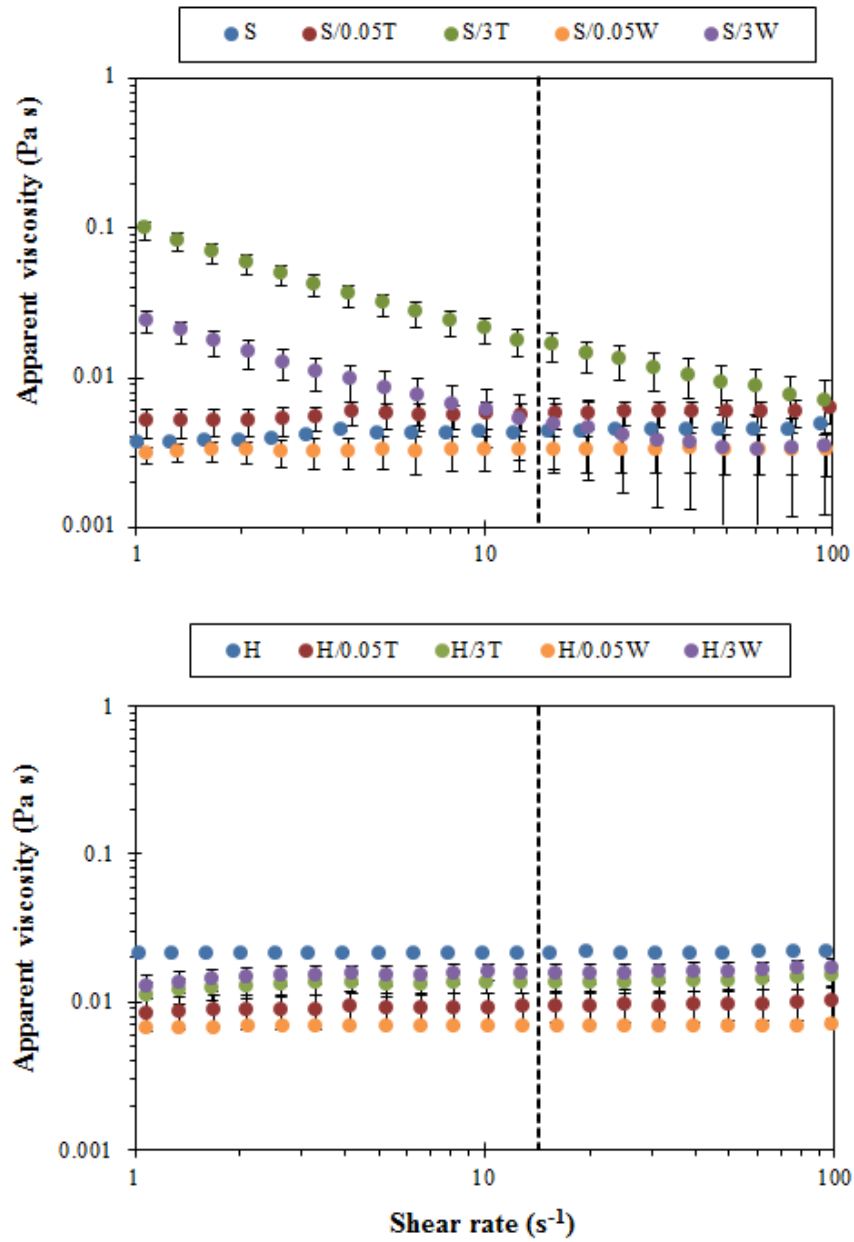 S S/0.05T S/3T S/0.05W S/3W
1
0.1
0.01
0.001
Apparent viscosity (Pa s)
1 10 100
H H/0.05T H/3T H/0.05W H/3W
1
0.1
0.01
0.001
Apparent viscosity (Pa s)
1 10 100
Shear rate (s⁻¹)